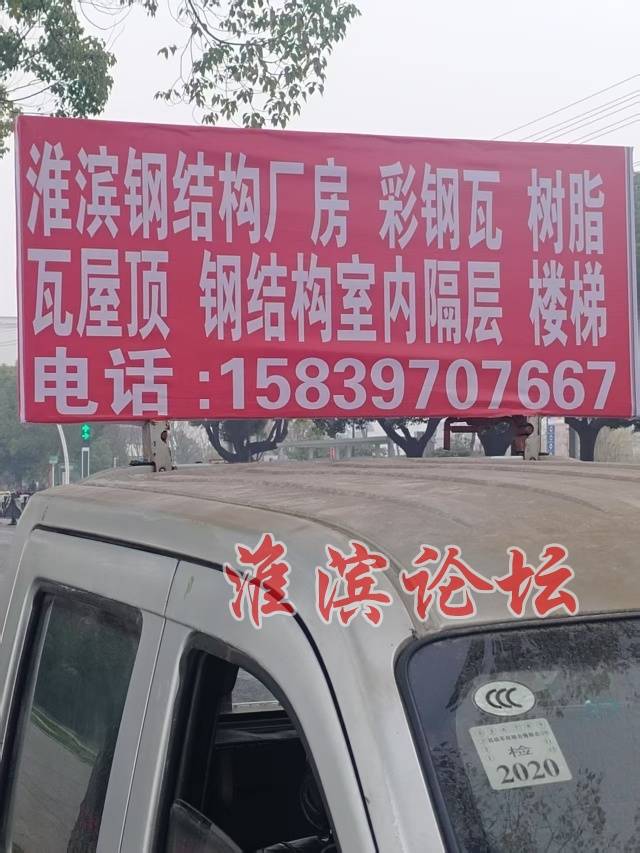 淮滨钢结构厂房 彩钢瓦 树脂
瓦屋顶 钢结构室内隔层 楼梯
电话:15839707667
淮滨论坛
CCC
检
2020